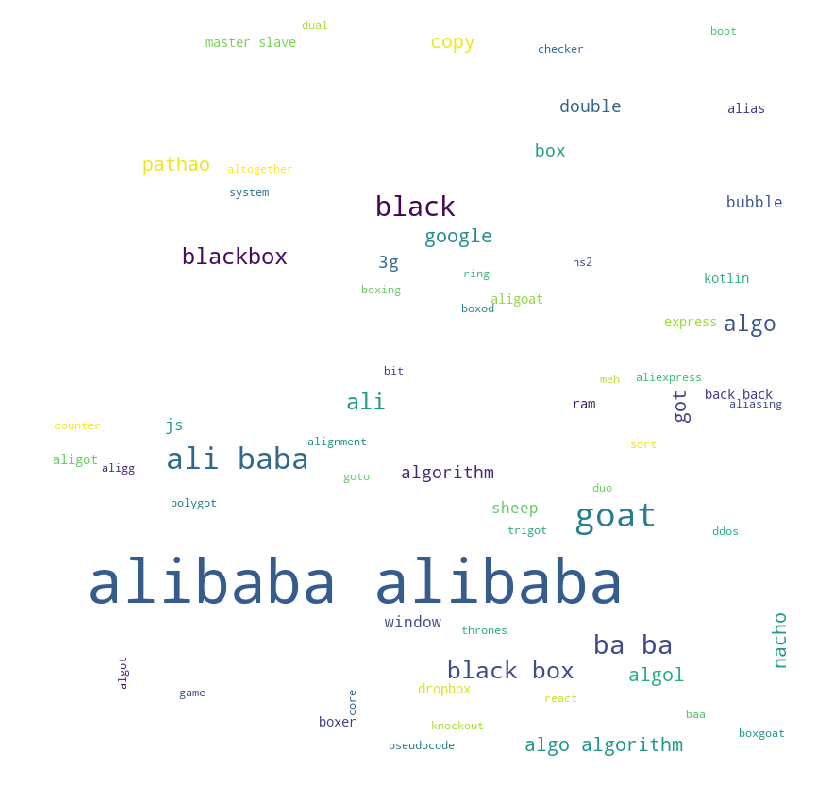 dual
boot
master slave
copy
checker
double
alias
box
pathao
altogether
system
bubble
black
google
blackbox
3g
ns2
ring
kotlin
boxing
aligoat
boxod
express
algo
bit
meh
aliexpress
ali
ram
got
back back
aliasing
counter
js
alignment
sort
ali baba
aligot
aligg
algorithm
goto
duo
polygot
sheep
goat
trigot
ddos
alibaba alibaba
window
thrones
nacho
ba ba
black box
algol
algot
game
dropbox
react
core
boxer
knockout
baa
boxgoat
pseudocode
algo algorithm